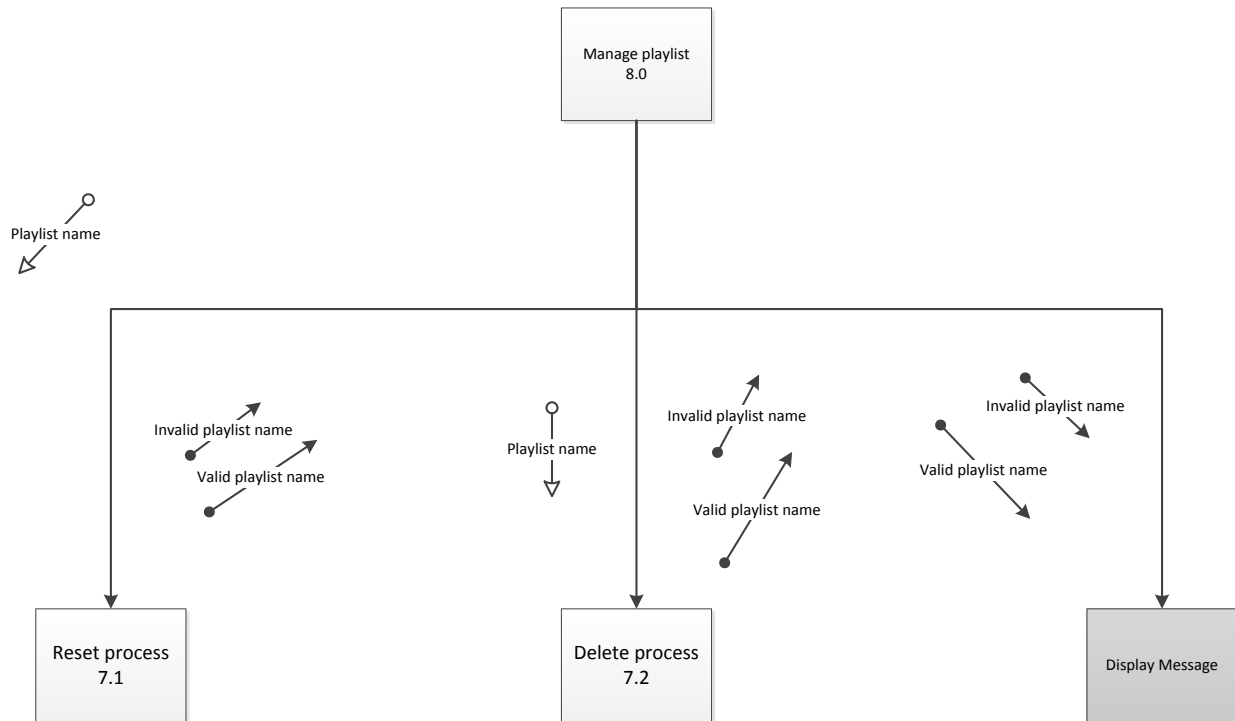 Manage playlist
8.0
Playlist name
Invalid playlist name
Valid playlist name
Playlist name
Invalid playlist name
Valid playlist name
Invalid playlist name
Valid playlist name
Reset process
7.1
Delete process
7.2
Display Message